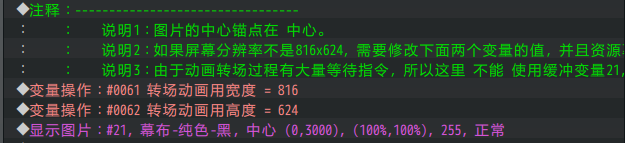 ◆注释：--------------------------------
：　　：　　说明1：图片的中心锚点在 中心。
：　　：　　说明2：如果屏幕分辨率不是816x624，需要修改下面两个变量的值，并且资源
：　　：　　说明3：由于动画转场过程有大量等待指令，所以这里 不能 使用缓冲变量21,
◆变量操作：#0061 转场动画用宽度 = 816
◆变量操作：#0062 转场动画用高度 = 624
◆显示图片：#21, 幕布-纯色-黑, 中心 (0,3000), (100%,100%), 255, 正常